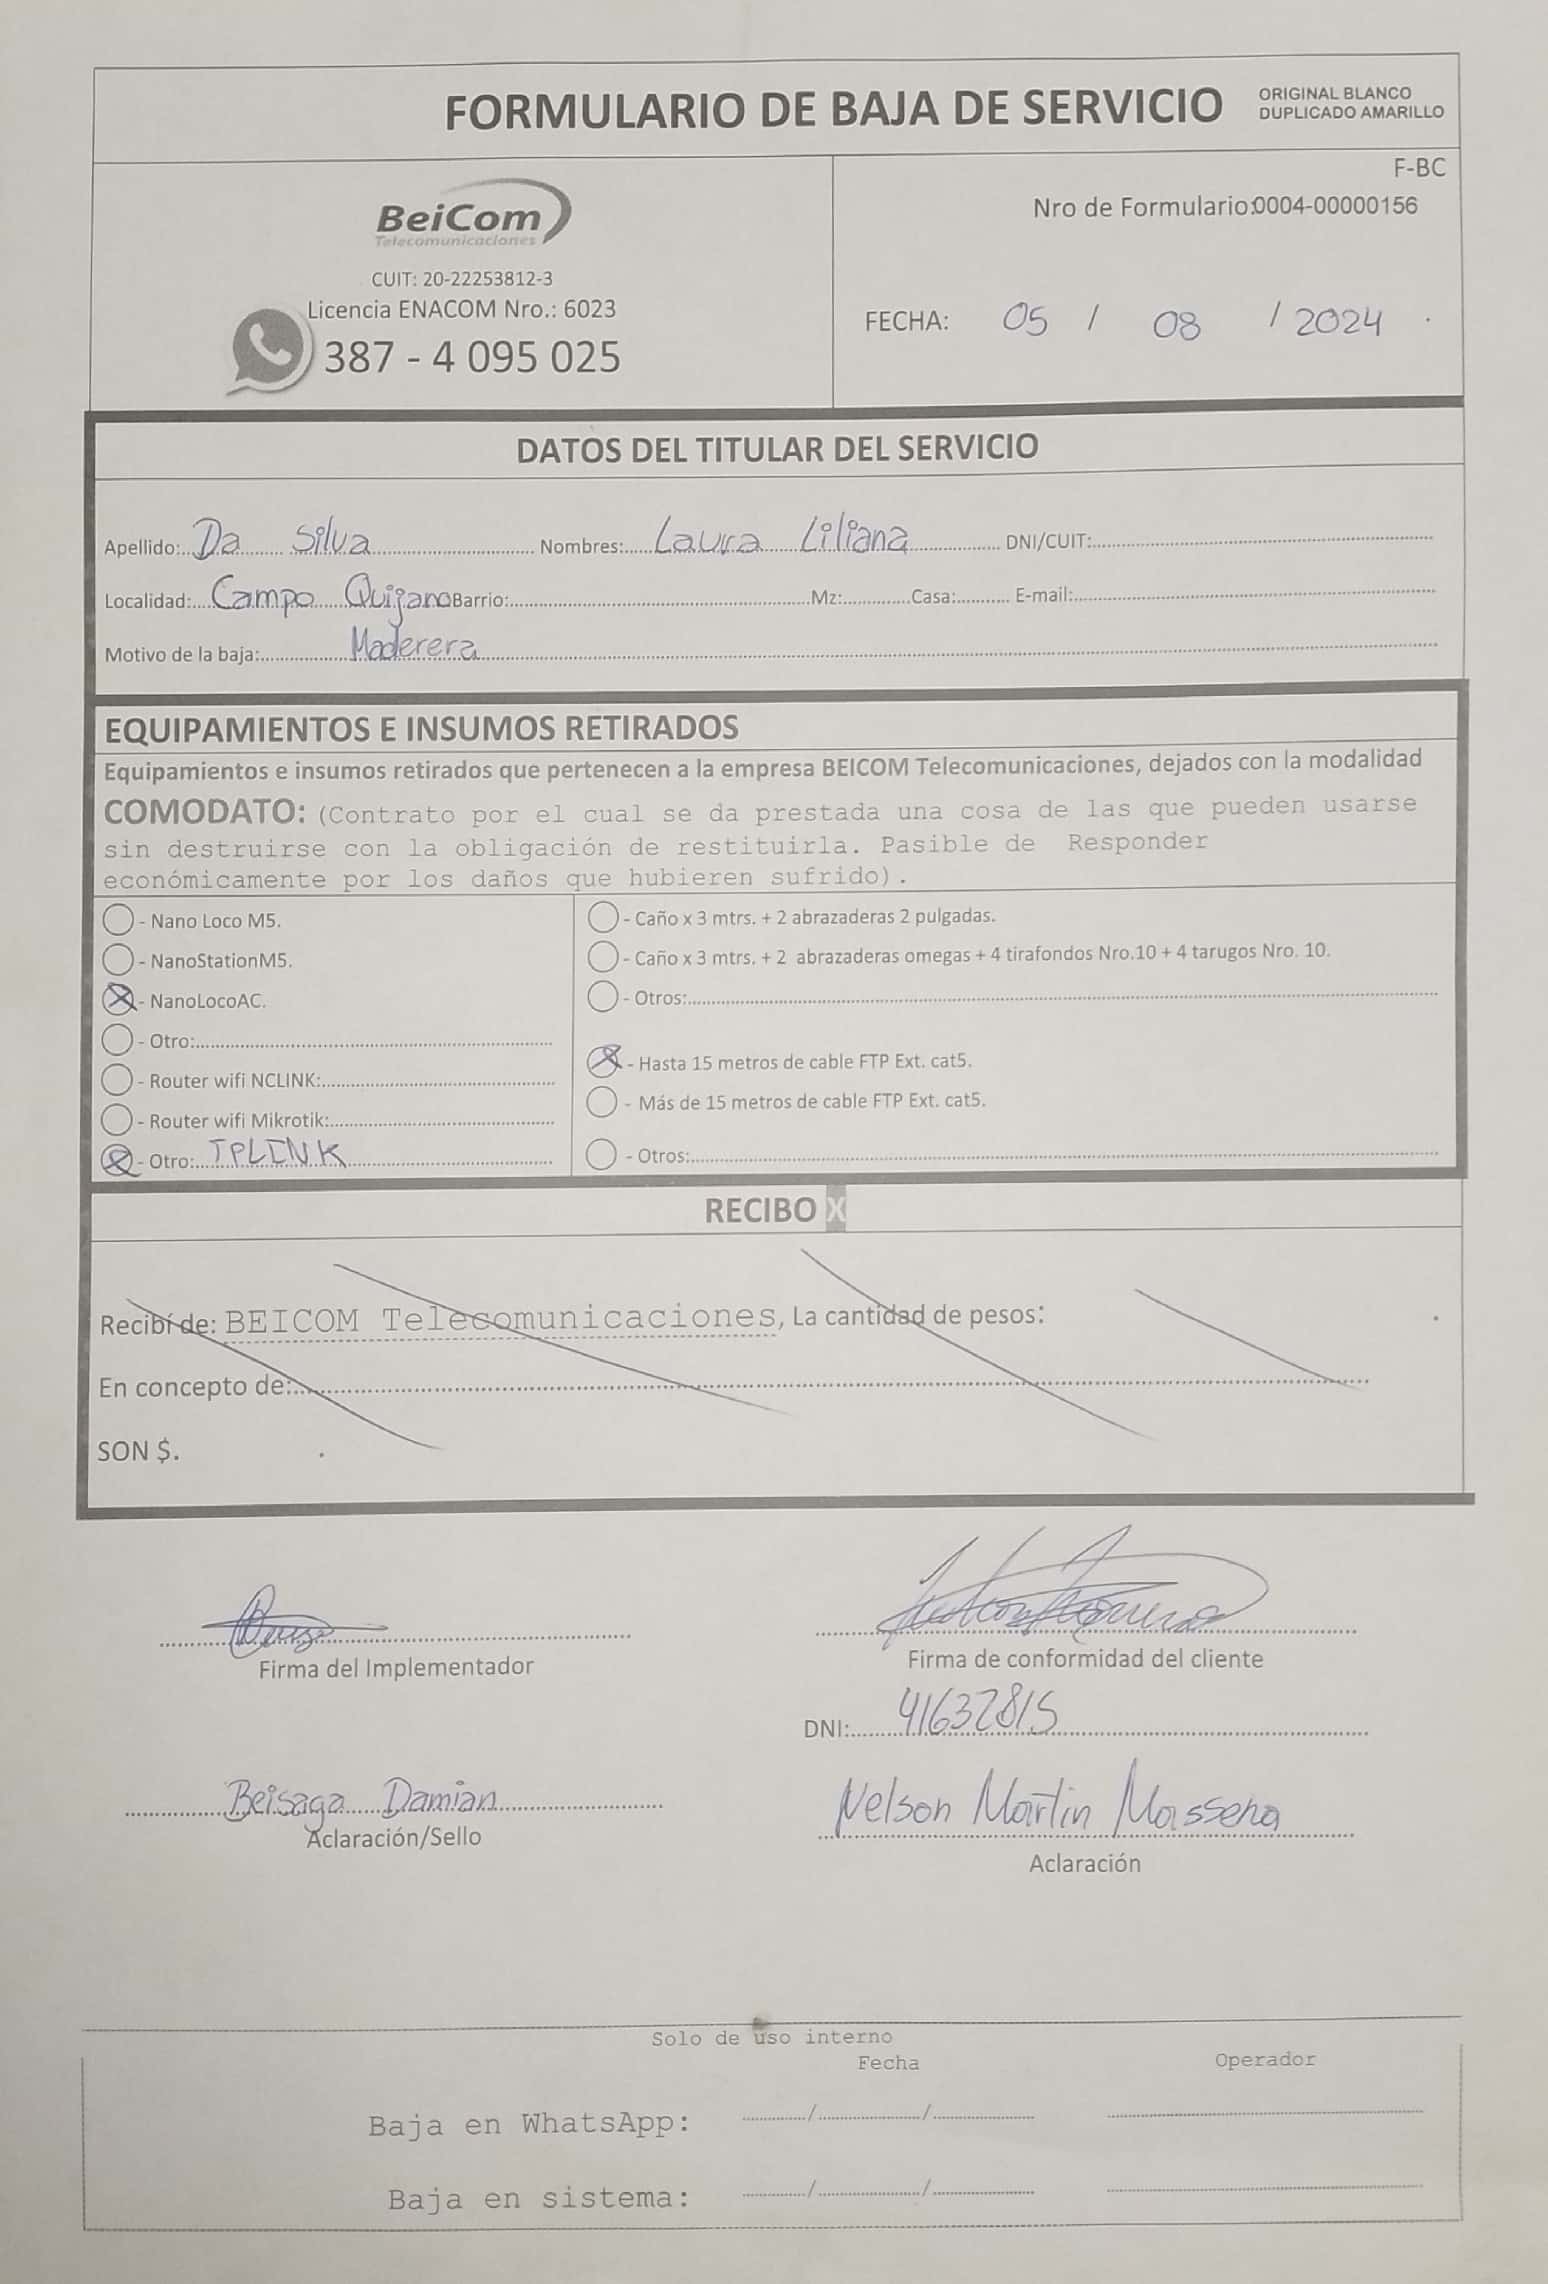 FORMULARIO DE BAJA DE SERVICIO
ORIGINAL BLANCO
DUPLICADO AMARILLO
BeiCom
Telecomunicaciones
CUIT: 20-22253812-3
Licencia ENACOM Nro.: 6023
387 - 4 095 025
F-BC
Nro de Formulario:0004-00000156
FECHA: 05 / 08 / 2024
DATOS DEL TITULAR DEL SERVICIO
Apellido: Da Silva Nombres: Laura Liliana DNI/CUIT:
Localidad: Campo Quijano Barrio: Mz: Casa: E-mail:
Motivo de la baja: Maderera
EQUIPAMIENTOS E INSUMOS RETIRADOS
Equipamientos e insumos retirados que pertenecen a la empresa BEICOM Telecomunicaciones, dejados con la modalidad
COMODATO: (Contrato por el cual se da prestada una cosa de las que pueden usarse
sin destruirse con la obligación de restituirla. Pasible de Responder
económicamente por los daños que hubieren sufrido).
- Nano Loco M5.
- NanoStationM5.
- NanoLocoAC.
- Otro:
- Router wifi NCLINK:
- Router wifi Mikrotik:
- Otro: TPLINK
- Caño x 3 mtrs. + 2 abrazaderas 2 pulgadas.
- Caño x 3 mtrs. + 2 abrazaderas omegas + 4 tirafondos Nro.10 + 4 tarugos Nro. 10.
- Otros:
- Hasta 15 metros de cable FTP Ext. cat5.
- Más de 15 metros de cable FTP Ext. cat5.
- Otros:
RECIBO X
Recibí de: BEICOM Telecomunicaciones, La cantidad de pesos:
En concepto de:
SON $.
Firma del Implementador
Firma de conformidad del cliente
DNI: 41632815
Beisaga Damian
Aclaración/Sello
Nelson Martin Massena
Aclaración
Solo de uso interno
Fecha Operador
Baja en WhatsApp: / /
Baja en sistema: / /